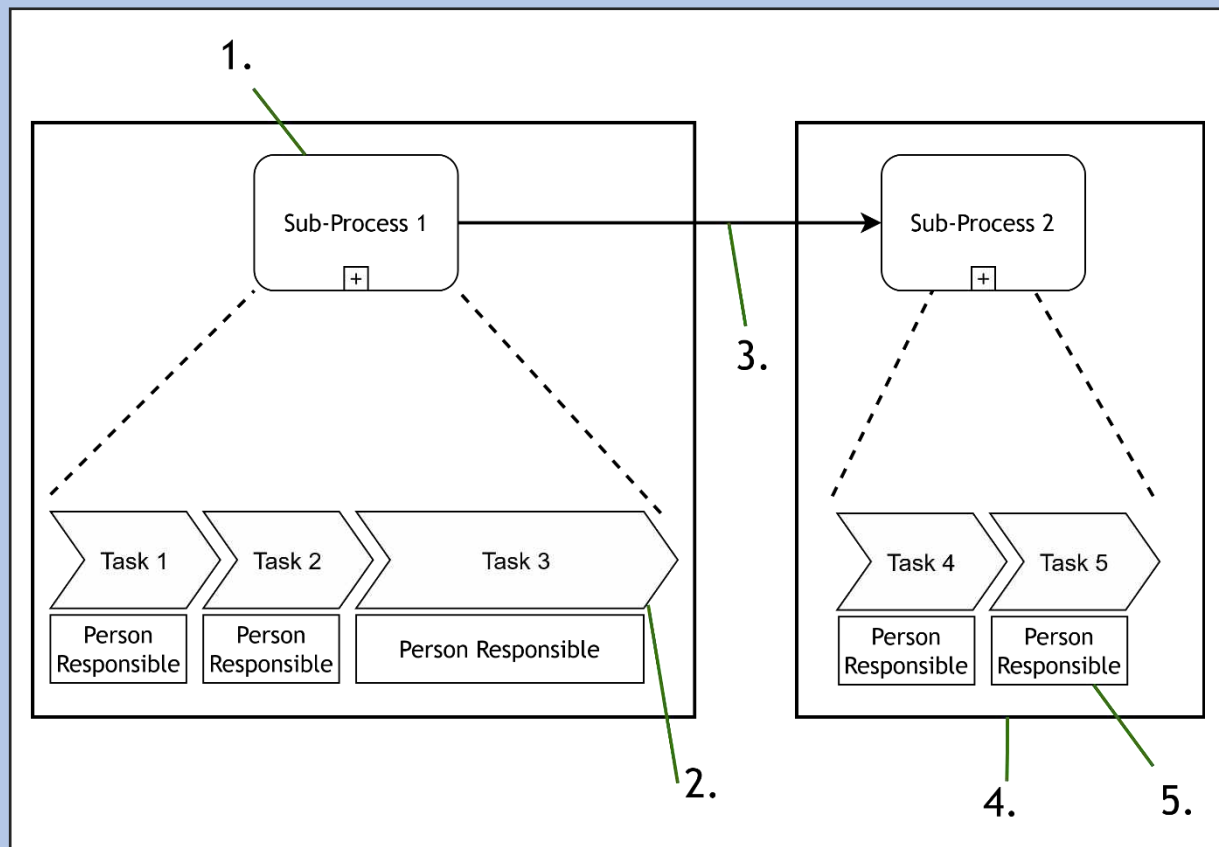 1.
Sub-Process 1
+
Sub-Process 2
+
3.
Task 1
Task 2
Task 3
Task 4
Task 5
Person
Responsible
Person
Responsible
Person Responsible
Person
Responsible
Person
Responsible
2.
4.
5.